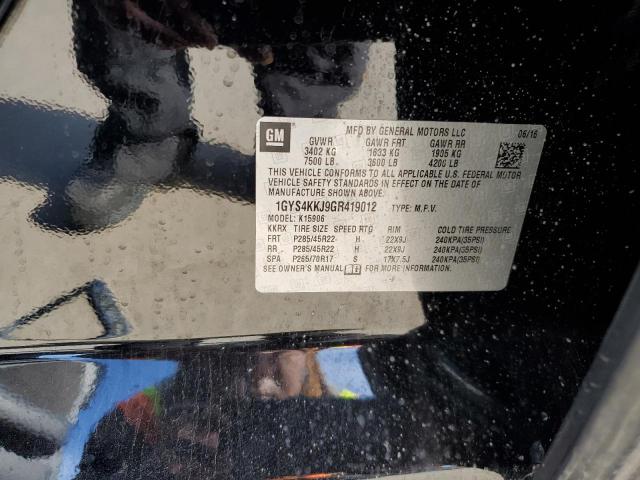 GM
MFD BY GENERAL MOTORS LLC 06/16
GVWR GAWR FRT GAWR RR
3402 KG 1633 KG 1905 KG
7500 LB 3600 LB 4200 LB
THIS VEHICLE CONFORMS TO ALL APPLICABLE U.S. FEDERAL MOTOR
VEHICLE SAFETY STANDARDS IN EFFECT ON THE DATE OF
MANUFACTURE SHOWN ABOVE.
1GYS4KKJ9GR419012 TYPE: M.P.V.
MODEL: K15906
KKRX TIRE SIZE SPEED RTG RIM COLD TIRE PRESSURE
FRT P285/45R22 H 22X9J 240KPA(35PSI)
RR P285/45R22 H 22X9J 240KPA(35PSI)
SPA P265/70R17 S 17X7.5J 240KPA(35PSI)
SEE OWNER'S MANUAL FOR MORE INFORMATION.